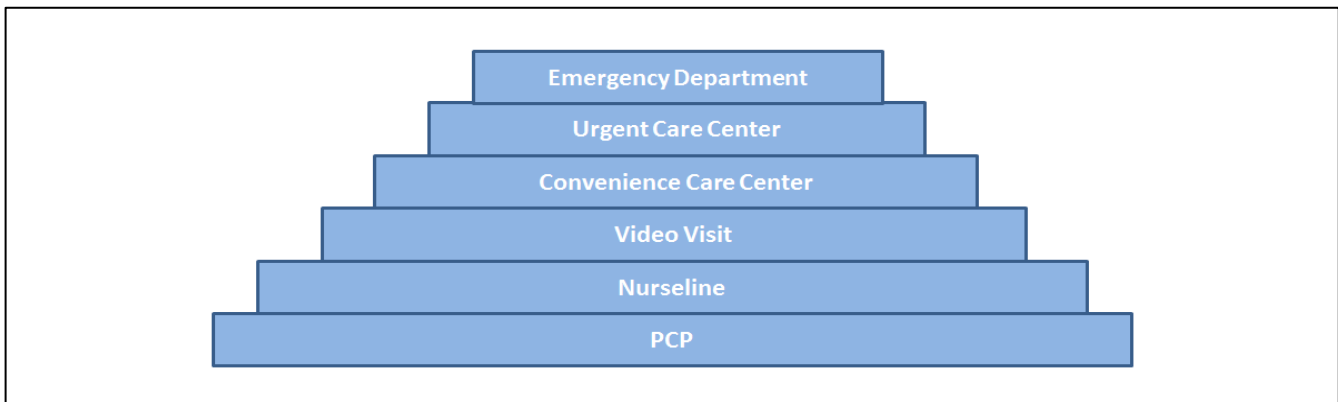 Emergency Department
Urgent Care Center
Convenience Care Center
Video Visit
Nurseline
PCP